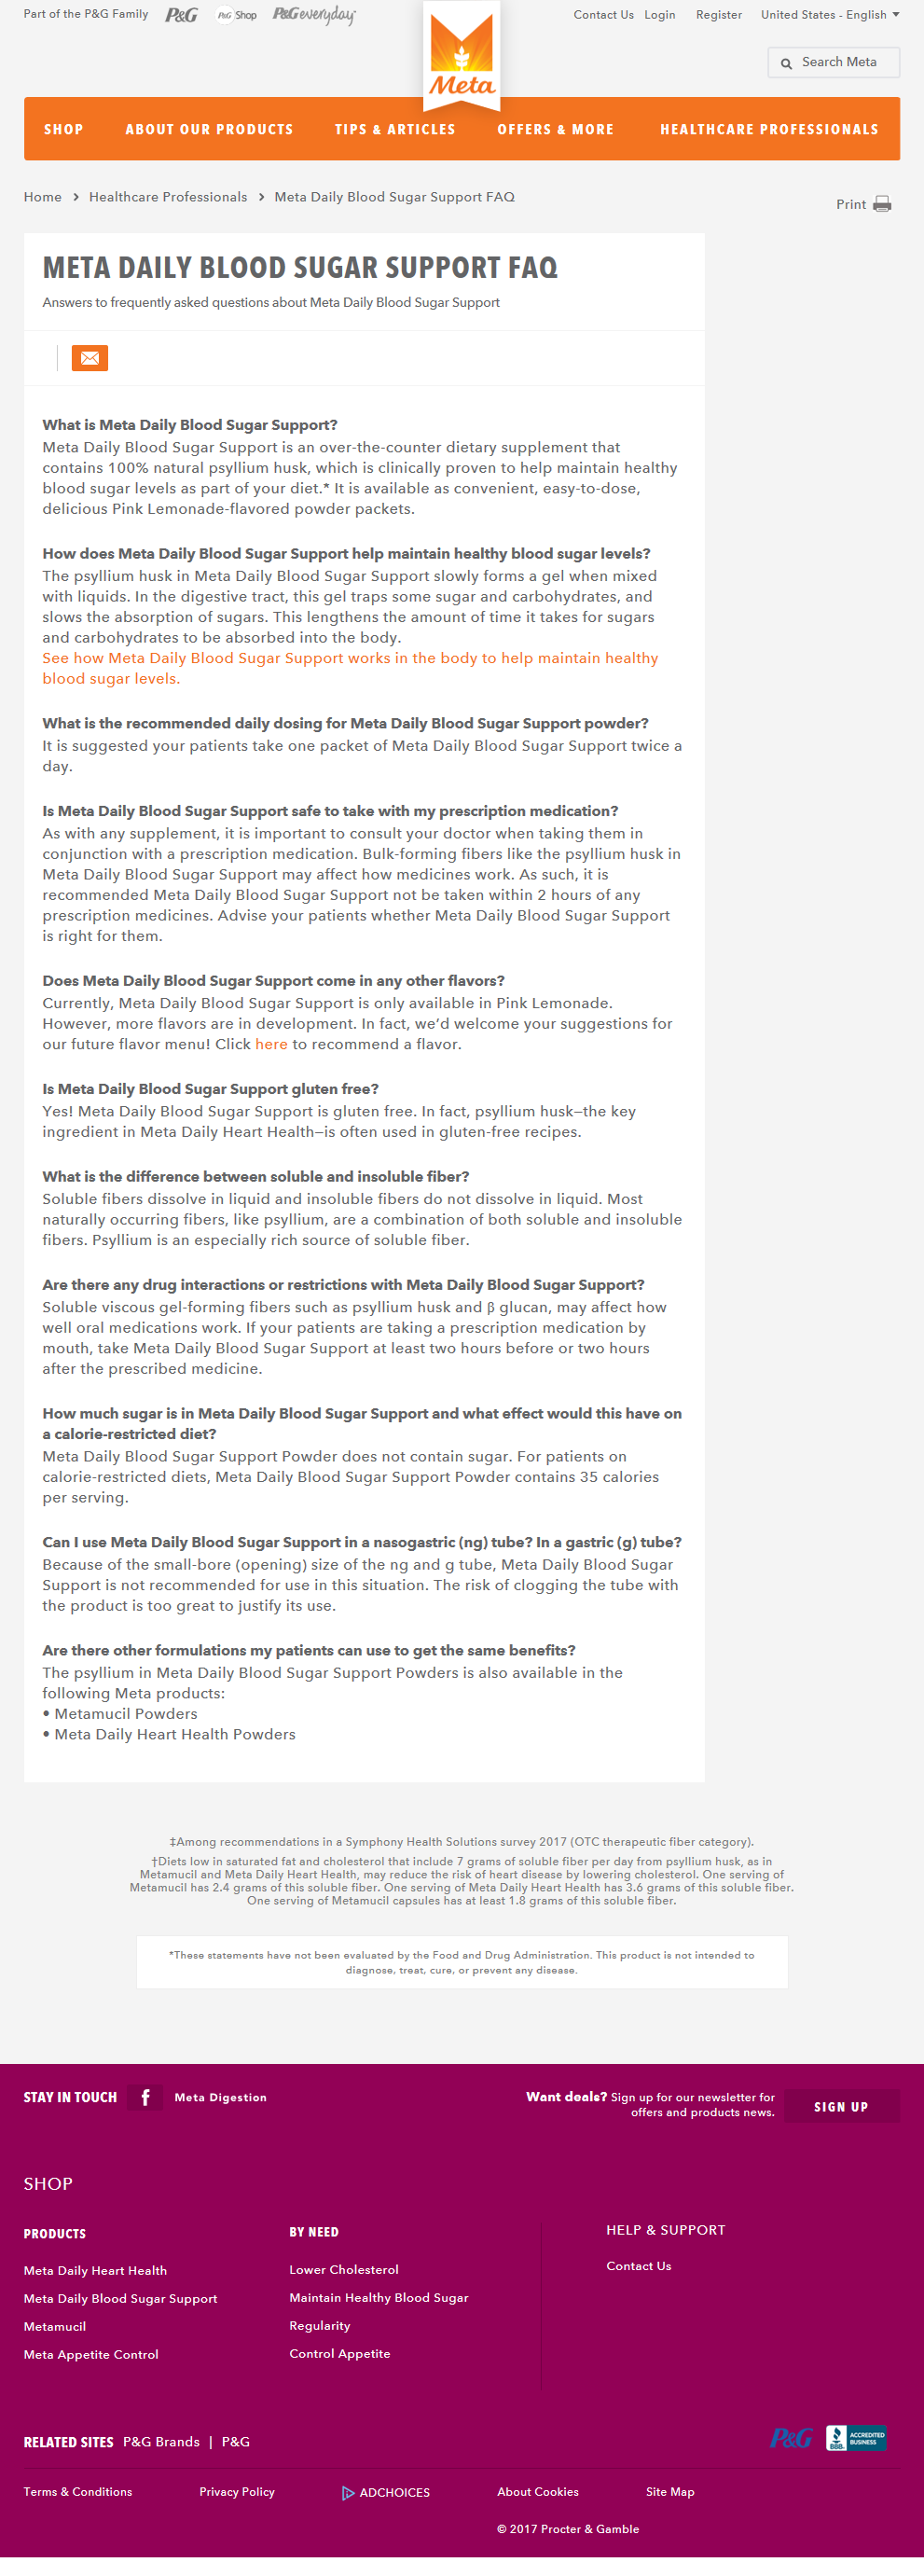 Part of the P&G Family P&G P&G Shop P&G everyday
Contact Us Login Register United States - English
Meta
Search Meta
SHOP ABOUT OUR PRODUCTS TIPS & ARTICLES OFFERS & MORE HEALTHCARE PROFESSIONALS
Home > Healthcare Professionals > Meta Daily Blood Sugar Support FAQ
Print
META DAILY BLOOD SUGAR SUPPORT FAQ
Answers to frequently asked questions about Meta Daily Blood Sugar Support
What is Meta Daily Blood Sugar Support?
Meta Daily Blood Sugar Support is an over-the-counter dietary supplement that
contains 100% natural psyllium husk, which is clinically proven to help maintain healthy
blood sugar levels as part of your diet.* It is available as convenient, easy-to-dose,
delicious Pink Lemonade-flavored powder packets.
How does Meta Daily Blood Sugar Support help maintain healthy blood sugar levels?
The psyllium husk in Meta Daily Blood Sugar Support slowly forms a gel when mixed
with liquids. In the digestive tract, this gel traps some sugar and carbohydrates, and
slows the absorption of sugars. This lengthens the amount of time it takes for sugars
and carbohydrates to be absorbed into the body.
See how Meta Daily Blood Sugar Support works in the body to help maintain healthy
blood sugar levels.
What is the recommended daily dosing for Meta Daily Blood Sugar Support powder?
It is suggested your patients take one packet of Meta Daily Blood Sugar Support twice a
day.
Is Meta Daily Blood Sugar Support safe to take with my prescription medication?
As with any supplement, it is important to consult your doctor when taking them in
conjunction with a prescription medication. Bulk-forming fibers like the psyllium husk in
Meta Daily Blood Sugar Support may affect how medicines work. As such, it is
recommended Meta Daily Blood Sugar Support not be taken within 2 hours of any
prescription medicines. Advise your patients whether Meta Daily Blood Sugar Support
is right for them.
Does Meta Daily Blood Sugar Support come in any other flavors?
Currently, Meta Daily Blood Sugar Support is only available in Pink Lemonade.
However, more flavors are in development. In fact, we’d welcome your suggestions for
our future flavor menu! Click here to recommend a flavor.
Is Meta Daily Blood Sugar Support gluten free?
Yes! Meta Daily Blood Sugar Support is gluten free. In fact, psyllium husk—the key
ingredient in Meta Daily Heart Health—is often used in gluten-free recipes.
What is the difference between soluble and insoluble fiber?
Soluble fibers dissolve in liquid and insoluble fibers do not dissolve in liquid. Most
naturally occurring fibers, like psyllium, are a combination of both soluble and insoluble
fibers. Psyllium is an especially rich source of soluble fiber.
Are there any drug interactions or restrictions with Meta Daily Blood Sugar Support?
Soluble viscous gel-forming fibers such as psyllium husk and β glucan, may affect how
well oral medications work. If your patients are taking a prescription medication by
mouth, take Meta Daily Blood Sugar Support at least two hours before or two hours
after the prescribed medicine.
How much sugar is in Meta Daily Blood Sugar Support and what effect would this have on
a calorie-restricted diet?
Meta Daily Blood Sugar Support Powder does not contain sugar. For patients on
calorie-restricted diets, Meta Daily Blood Sugar Support Powder contains 35 calories
per serving.
Can I use Meta Daily Blood Sugar Support in a nasogastric (ng) tube? In a gastric (g) tube?
Because of the small-bore (opening) size of the ng and g tube, Meta Daily Blood Sugar
Support is not recommended for use in this situation. The risk of clogging the tube with
the product is too great to justify its use.
Are there other formulations my patients can use to get the same benefits?
The psyllium in Meta Daily Blood Sugar Support Powders is also available in the
following Meta products:
• Metamucil Powders
• Meta Daily Heart Health Powders
‡Among recommendations in a Symphony Health Solutions survey 2017 (OTC therapeutic fiber category).
†Diets low in saturated fat and cholesterol that include 7 grams of soluble fiber per day from psyllium husk, as in
Metamucil and Meta Daily Heart Health, may reduce the risk of heart disease by lowering cholesterol. One serving of
Metamucil has 2.4 grams of this soluble fiber. One serving of Meta Daily Heart Health has 3.6 grams of this soluble fiber.
One serving of Metamucil capsules has at least 1.8 grams of this soluble fiber.
*These statements have not been evaluated by the Food and Drug Administration. This product is not intended to
diagnose, treat, cure, or prevent any disease.
STAY IN TOUCH f Meta Digestion
Want deals? Sign up for our newsletter for
offers and products news.
SIGN UP
SHOP
PRODUCTS
Meta Daily Heart Health
Meta Daily Blood Sugar Support
Metamucil
Meta Appetite Control
BY NEED
Lower Cholesterol
Maintain Healthy Blood Sugar
Regularity
Control Appetite
HELP & SUPPORT
Contact Us
RELATED SITES P&G Brands | P&G
P&G
BBB ACCREDITED
BUSINESS
Terms & Conditions Privacy Policy ADCHOICES About Cookies Site Map
© 2017 Procter & Gamble